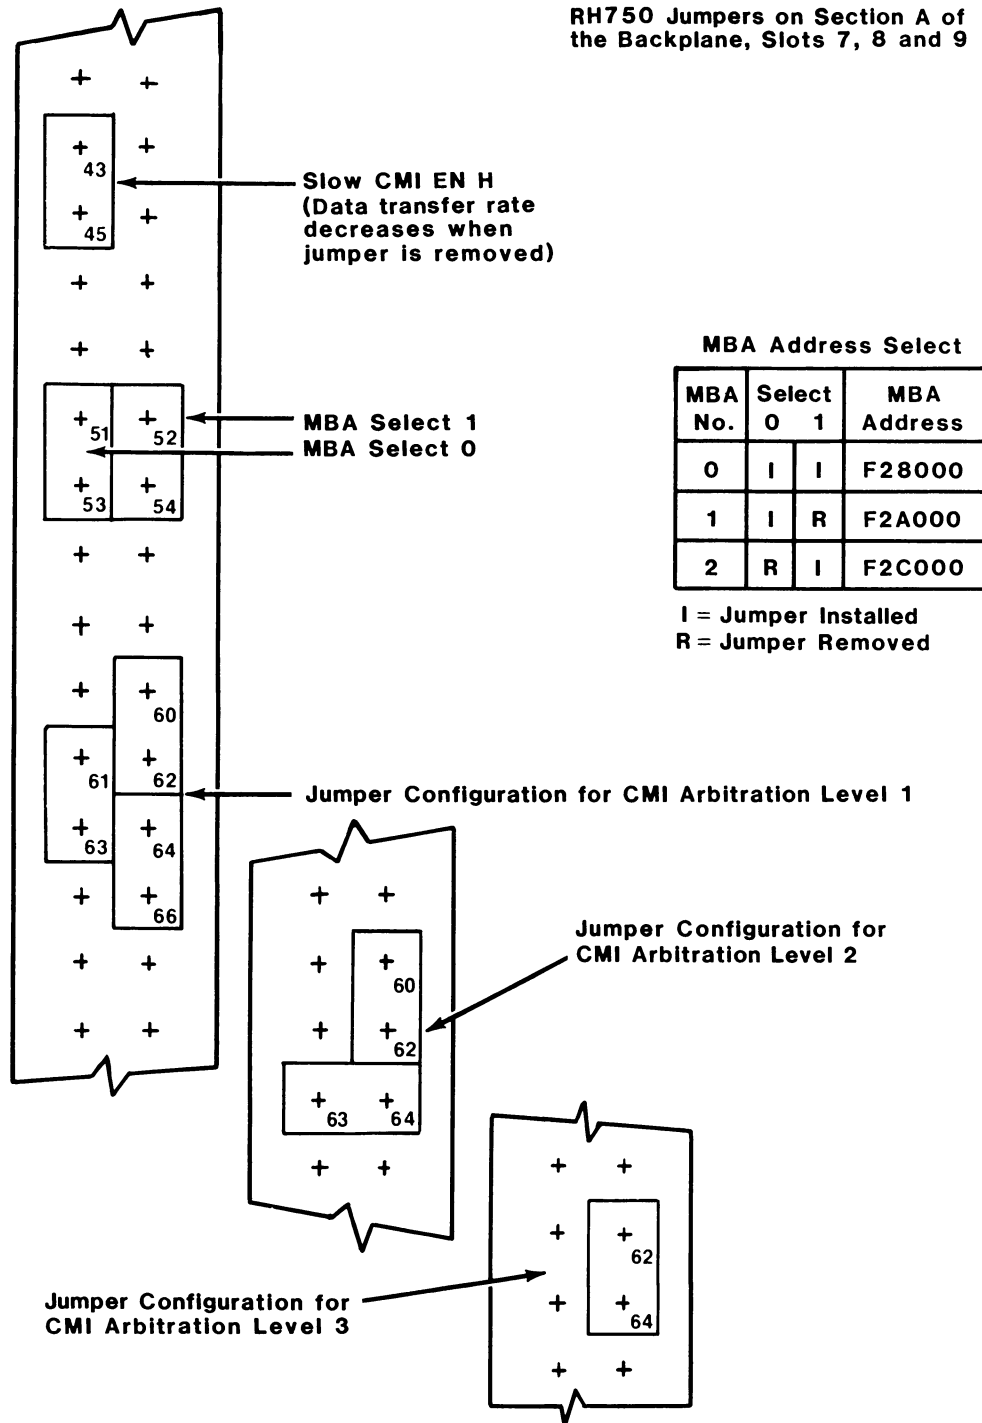 RH750 Jumpers on Section A of
the Backplane, Slots 7, 8 and 9
43
45
Slow CMI EN H
(Data transfer rate
decreases when
jumper is removed)
51
52
53
54
MBA Select 1
MBA Select 0
MBA Address Select
MBA No. Select 0 1 MBA Address
0 I I F28000
1 I R F2A000
2 R I F2C000
I = Jumper Installed
R = Jumper Removed
60
61
62
63
64
66
Jumper Configuration for CMI Arbitration Level 1
60
62
63
64
Jumper Configuration for
CMI Arbitration Level 2
62
64
Jumper Configuration for
CMI Arbitration Level 3